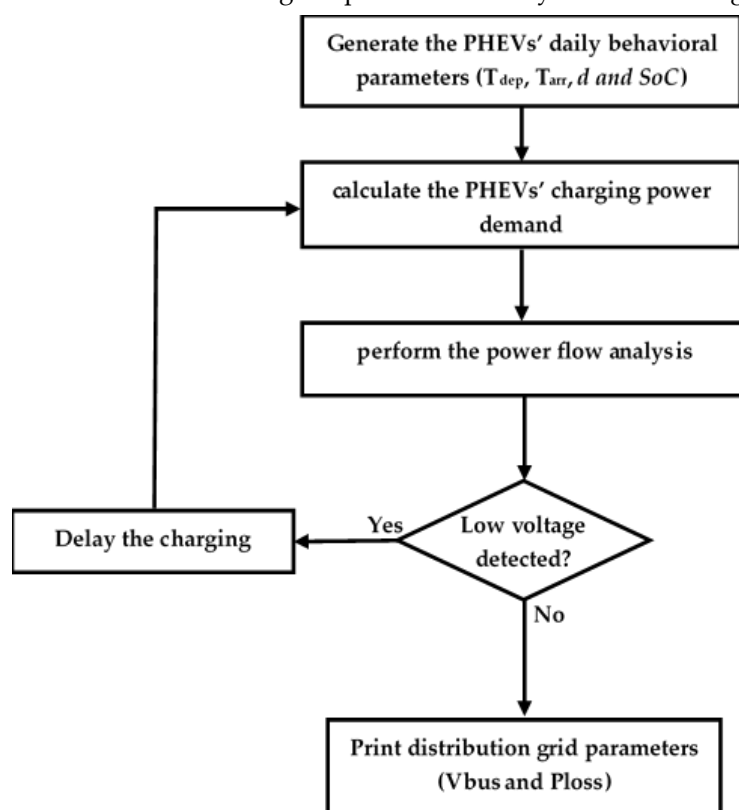 Generate the PHEVs' daily behavioral
parameters (Tdep, Tarr, d and SoC)
calculate the PHEVs' charging power
demand
perform the power flow analysis
Low voltage
detected?
Yes
Delay the charging
No
Print distribution grid parameters
(Vbus and Ploss)